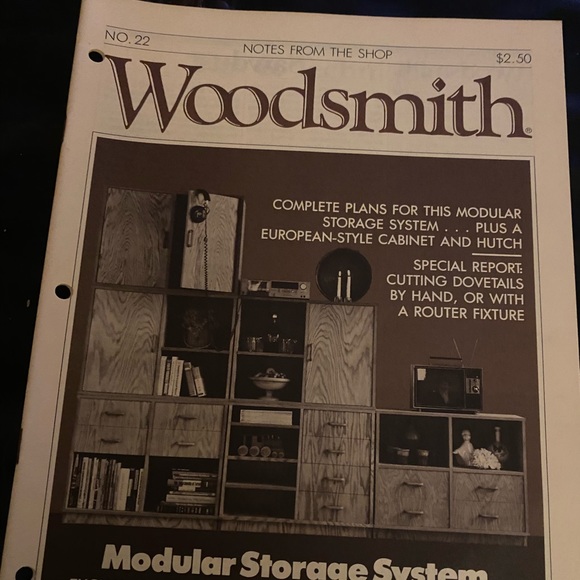 NO. 22
NOTES FROM THE SHOP
$2.50
Woodsmith®
COMPLETE PLANS FOR THIS MODULAR
STORAGE SYSTEM . . . PLUS A
EUROPEAN-STYLE CABINET AND HUTCH
SPECIAL REPORT:
CUTTING DOVETAILS
BY HAND, OR WITH
A ROUTER FIXTURE
Modular Storage System